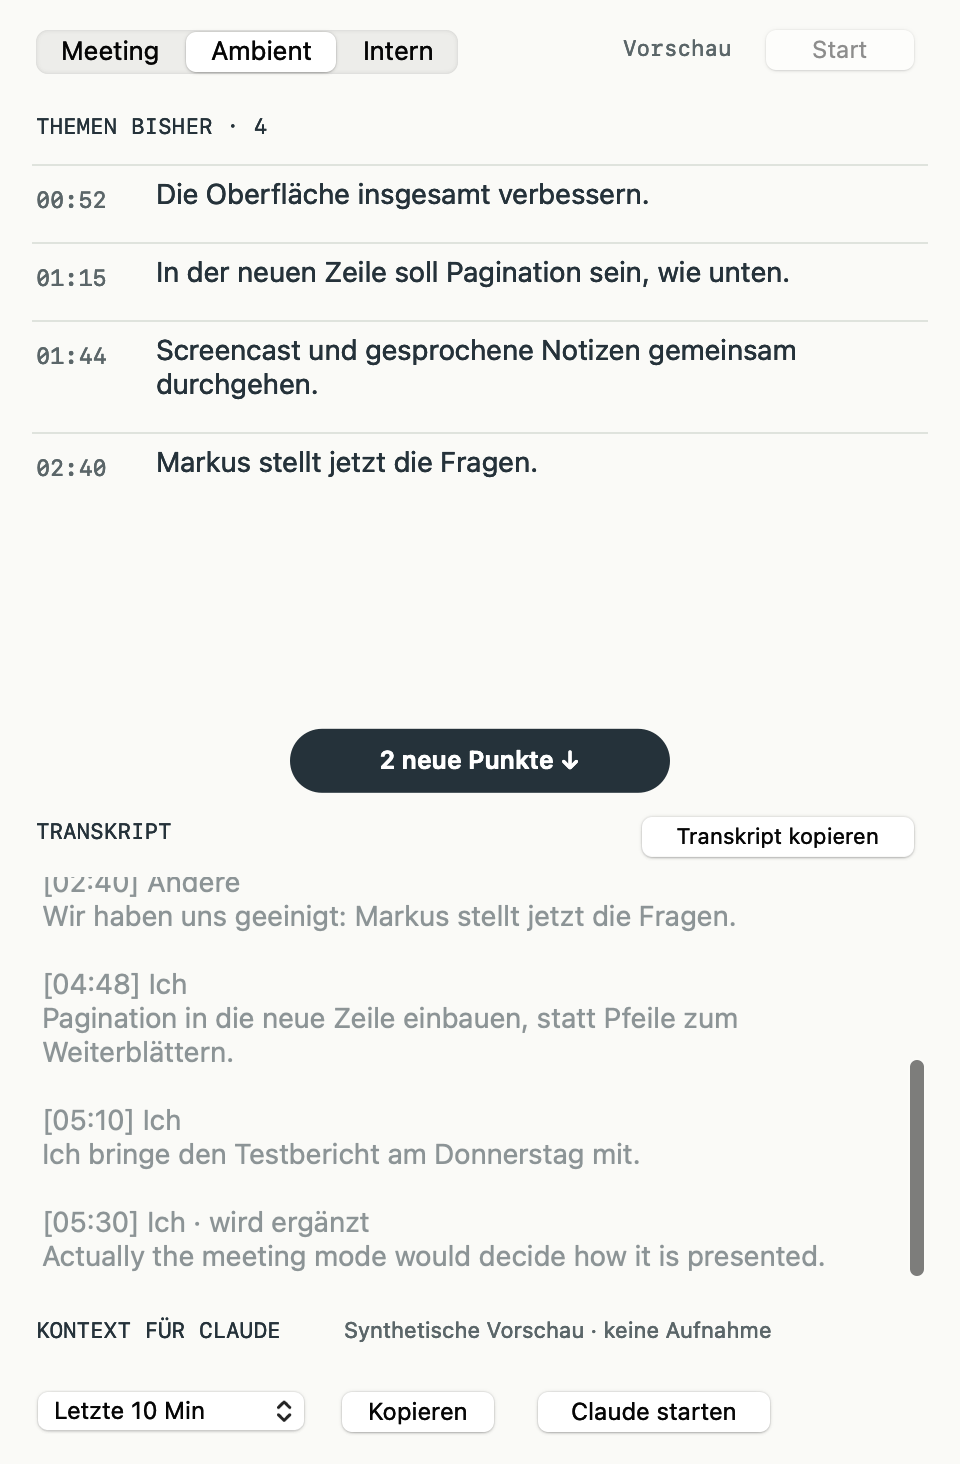 Meeting Ambient Intern Vorschau Start
THEMEN BISHER · 4
00:52 Die Oberfläche insgesamt verbessern.
01:15 In der neuen Zeile soll Pagination sein, wie unten.
01:44 Screencast und gesprochene Notizen gemeinsam
durchgehen.
02:40 Markus stellt jetzt die Fragen.
2 neue Punkte ↓
TRANSKRIPT Transkript kopieren
[02:40] Andere
Wir haben uns geeinigt: Markus stellt jetzt die Fragen.
[04:48] Ich
Pagination in die neue Zeile einbauen, statt Pfeile zum
Weiterblättern.
[05:10] Ich
Ich bringe den Testbericht am Donnerstag mit.
[05:30] Ich · wird ergänzt
Actually the meeting mode would decide how it is presented.
KONTEXT FÜR CLAUDE Synthetische Vorschau · keine Aufnahme
Letzte 10 Min Kopieren Claude starten